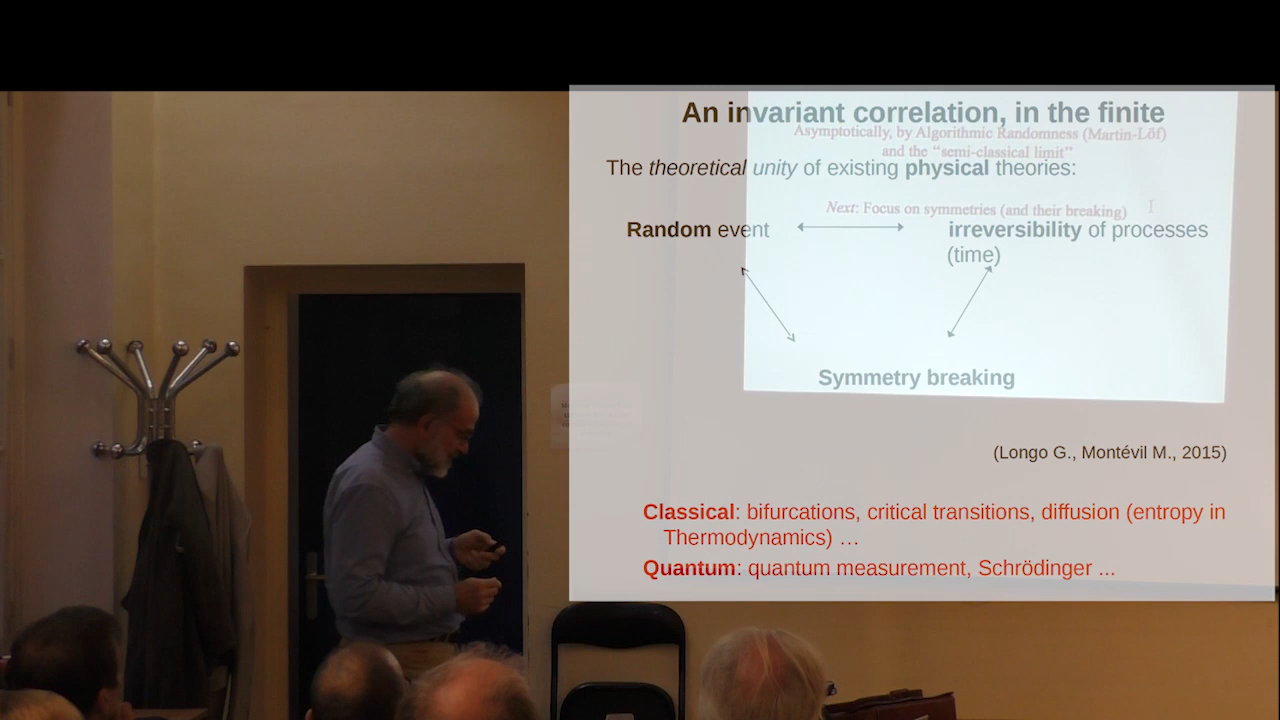 An invariant correlation, in the finite
Asymptotically, by Algorithmic Randomness (Martin-Löf)
and the “semi-classical limit”
The theoretical unity of existing physical theories:
Next: Focus on symmetries (and their breaking)
Random event
irreversibility of processes
(time)
Symmetry breaking
(Longo G., Montévil M., 2015)
Classical: bifurcations, critical transitions, diffusion (entropy in
Thermodynamics) …
Quantum: quantum measurement, Schrödinger ...